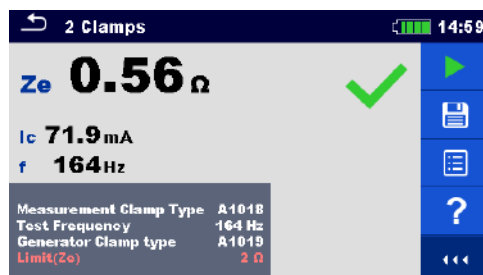 2 Clamps 14:59
Ze 0.56 Ω
Ic 71.9 mA
f 164 Hz
Measurement Clamp Type A1018
Test Frequency 164 Hz
Generator Clamp type A1019
Limit(Ze) 2 Ω
?